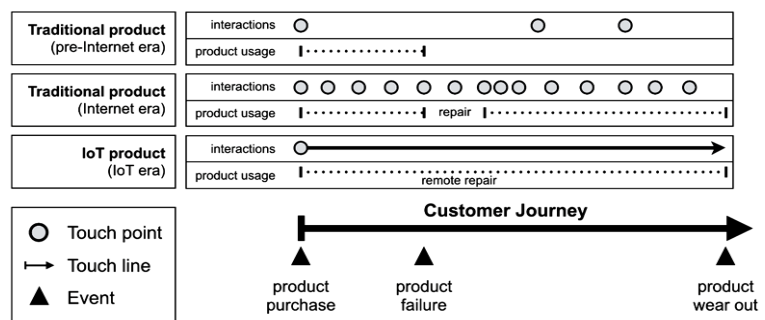 Traditional product
(pre-Internet era)
interactions
product usage
Traditional product
(Internet era)
interactions
product usage
repair
IoT product
(IoT era)
interactions
product usage
remote repair
Touch point
Touch line
Event
Customer Journey
product
purchase
product
failure
product
wear out